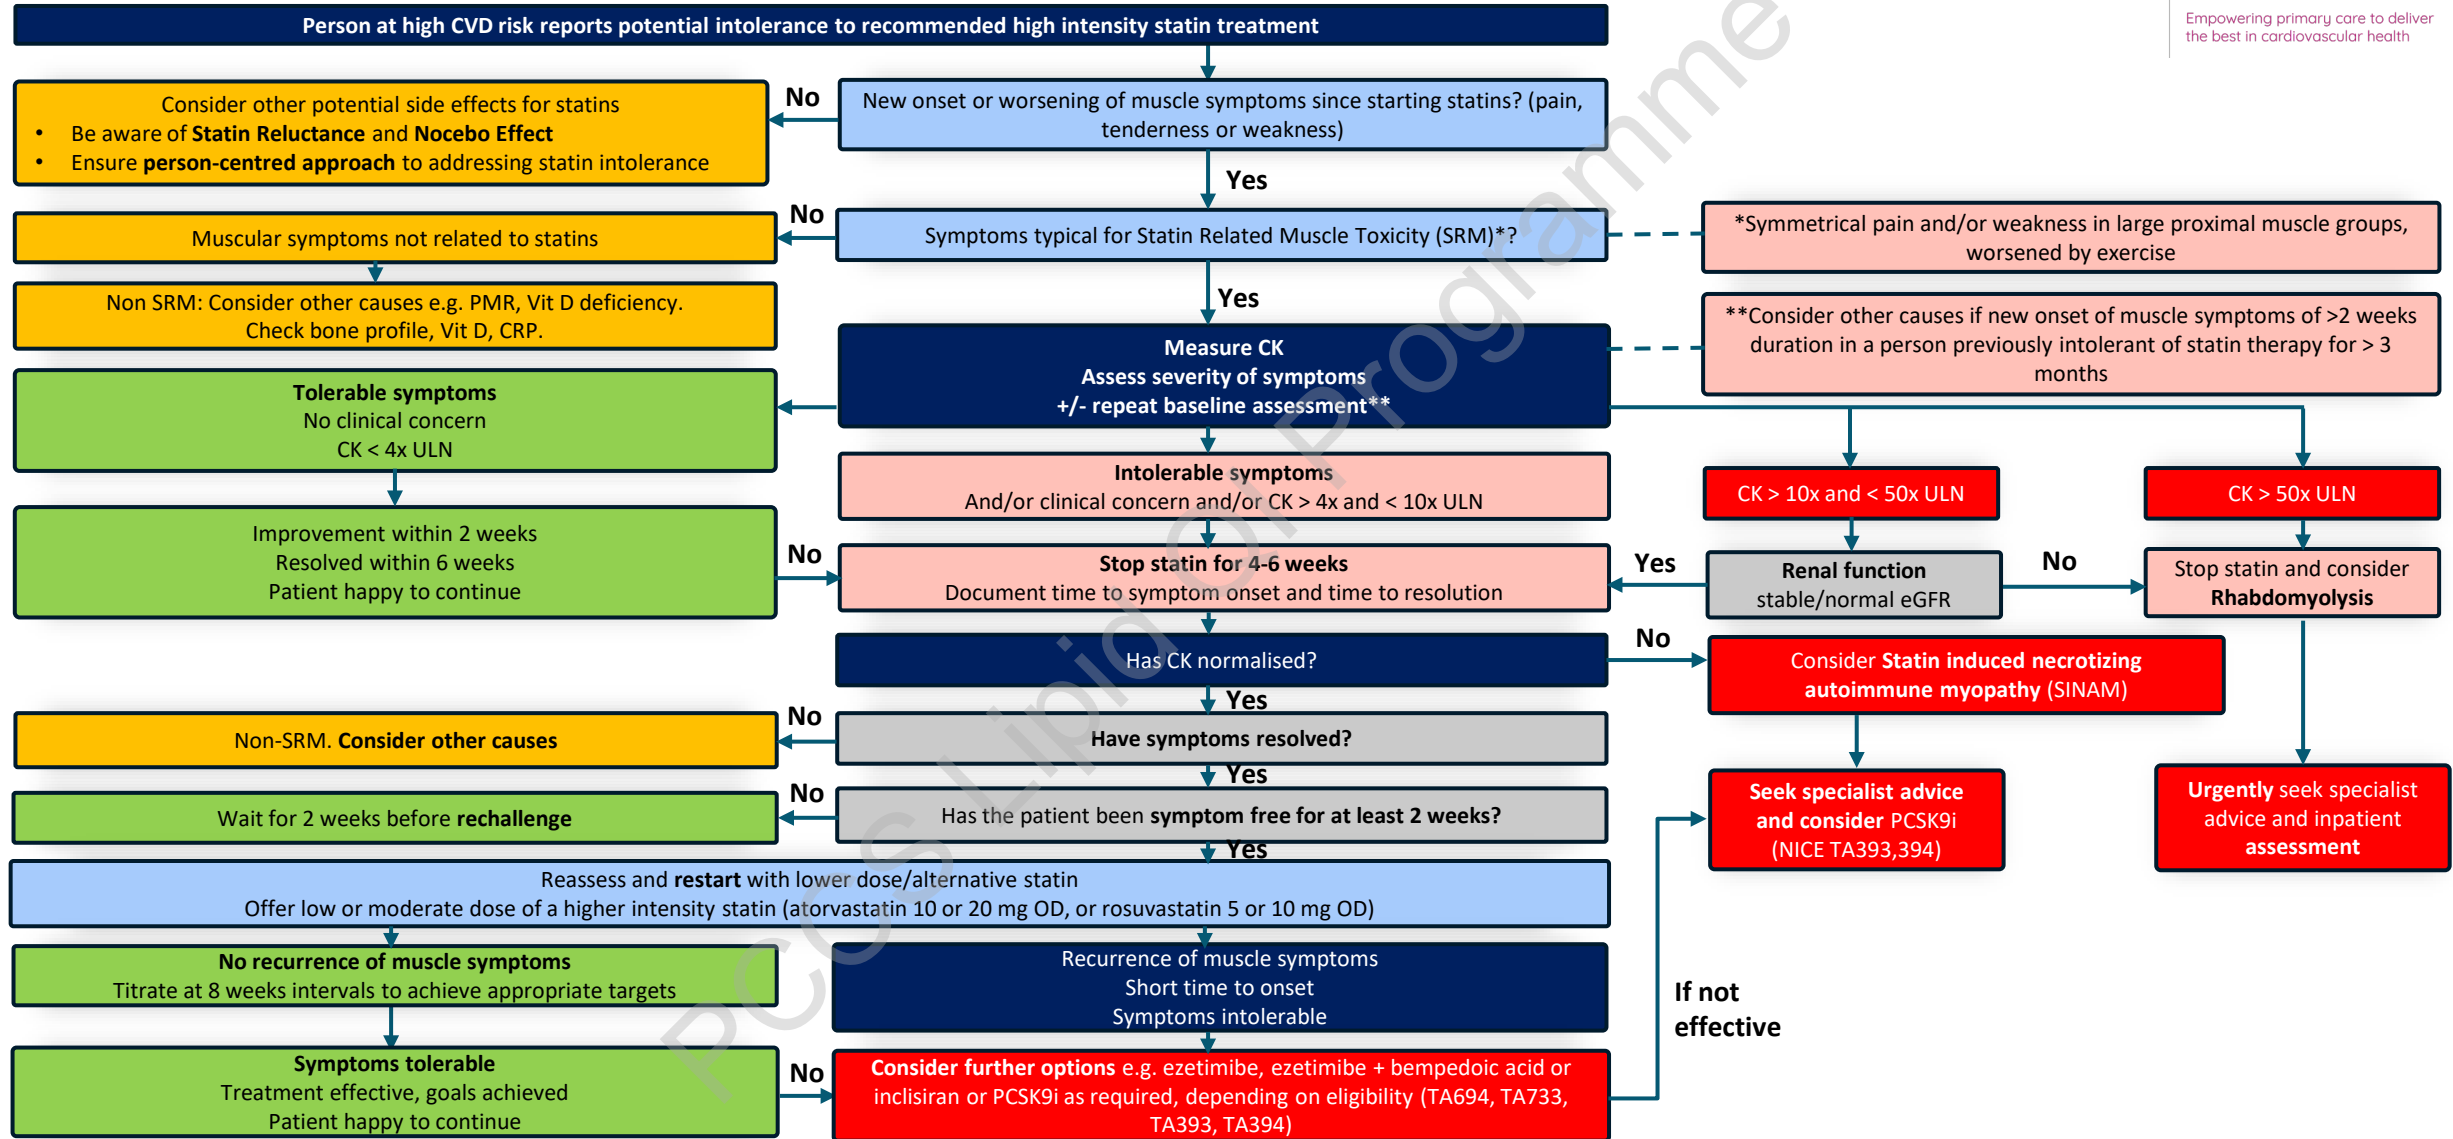 Empowering primary care to deliver
the best in cardiovascular health
Person at high CVD risk reports potential intolerance to recommended high intensity statin treatment
Consider other potential side effects for statins
• Be aware of Statin Reluctance and Nocebo Effect
• Ensure person-centred approach to addressing statin intolerance
No
New onset or worsening of muscle symptoms since starting statins? (pain,
tenderness or weakness)
Yes
Muscular symptoms not related to statins
No
Symptoms typical for Statin Related Muscle Toxicity (SRM)*?
*Symmetrical pain and/or weakness in large proximal muscle groups,
worsened by exercise
Non SRM: Consider other causes e.g. PMR, Vit D deficiency.
Check bone profile, Vit D, CRP.
Yes
Measure CK
Assess severity of symptoms
+/- repeat baseline assessment**
**Consider other causes if new onset of muscle symptoms of >2 weeks
duration in a person previously intolerant of statin therapy for > 3
months
Tolerable symptoms
No clinical concern
CK < 4x ULN
Intolerable symptoms
And/or clinical concern and/or CK > 4x and < 10x ULN
CK > 10x and < 50x ULN
CK > 50x ULN
Improvement within 2 weeks
Resolved within 6 weeks
Patient happy to continue
No
Stop statin for 4-6 weeks
Document time to symptom onset and time to resolution
Yes
Renal function
stable/normal eGFR
No
Stop statin and consider
Rhabdomyolysis
Has CK normalised?
No
Consider Statin induced necrotizing
autoimmune myopathy (SINAM)
Yes
Non-SRM. Consider other causes
No
Have symptoms resolved?
Yes
Wait for 2 weeks before rechallenge
No
Has the patient been symptom free for at least 2 weeks?
Yes
Seek specialist advice
and consider PCSK9i
(NICE TA393,394)
Urgently seek specialist
advice and inpatient
assessment
Reassess and restart with lower dose/alternative statin
Offer low or moderate dose of a higher intensity statin (atorvastatin 10 or 20 mg OD, or rosuvastatin 5 or 10 mg OD)
No recurrence of muscle symptoms
Titrate at 8 weeks intervals to achieve appropriate targets
Recurrence of muscle symptoms
Short time to onset
Symptoms intolerable
If not
effective
Symptoms tolerable
Treatment effective, goals achieved
Patient happy to continue
No
Consider further options e.g. ezetimibe, ezetimibe + bempedoic acid or
inclisiran or PCSK9i as required, depending on eligibility (TA694, TA733,
TA393, TA394)
PCCS Lipid QI Programme